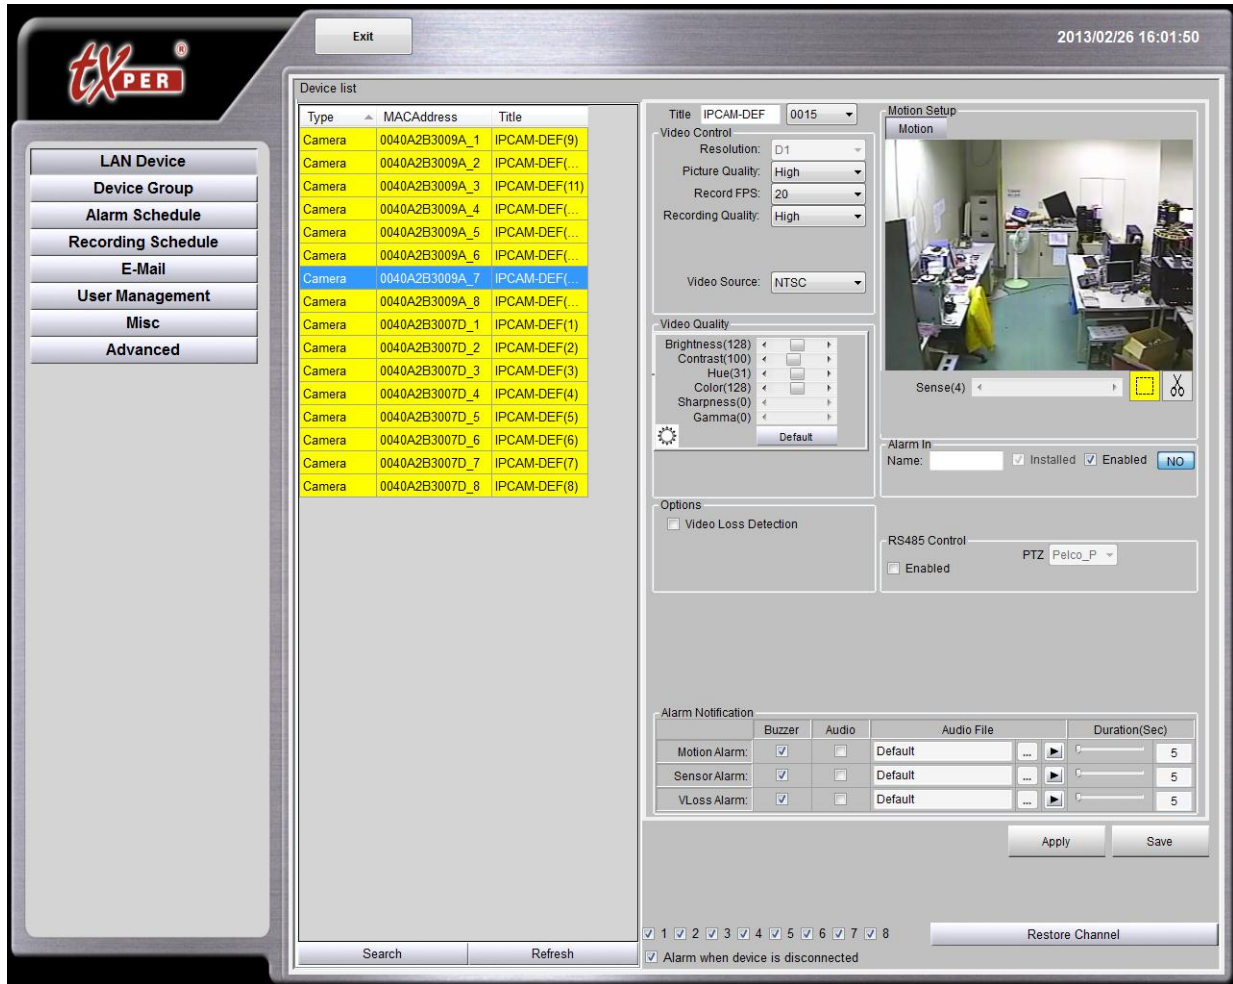 tXPER ®
Exit
2013/02/26 16:01:50
LAN Device
Device Group
Alarm Schedule
Recording Schedule
E-Mail
User Management
Misc
Advanced
Device list
Type MACAddress Title
Camera 0040A2B3009A_1 IPCAM-DEF(9)
Camera 0040A2B3009A_2 IPCAM-DEF(...
Camera 0040A2B3009A_3 IPCAM-DEF(11)
Camera 0040A2B3009A_4 IPCAM-DEF(...
Camera 0040A2B3009A_5 IPCAM-DEF(...
Camera 0040A2B3009A_6 IPCAM-DEF(...
Camera 0040A2B3009A_7 IPCAM-DEF(...
Camera 0040A2B3009A_8 IPCAM-DEF(...
Camera 0040A2B3007D_1 IPCAM-DEF(1)
Camera 0040A2B3007D_2 IPCAM-DEF(2)
Camera 0040A2B3007D_3 IPCAM-DEF(3)
Camera 0040A2B3007D_4 IPCAM-DEF(4)
Camera 0040A2B3007D_5 IPCAM-DEF(5)
Camera 0040A2B3007D_6 IPCAM-DEF(6)
Camera 0040A2B3007D_7 IPCAM-DEF(7)
Camera 0040A2B3007D_8 IPCAM-DEF(8)
Search Refresh
Title IPCAM-DEF 0015
Video Control
Resolution: D1
Picture Quality: High
Record FPS: 20
Recording Quality: High
Video Source: NTSC
Video Quality
Brightness(128)
Contrast(100)
Hue(31)
Color(128)
Sharpness(0)
Gamma(0)
Default
Options
Video Loss Detection
Motion Setup
Motion
Sense(4)
Alarm In
Name: Installed Enabled NO
RS485 Control
PTZ Pelco_P
Enabled
Alarm Notification
Buzzer Audio Audio File Duration(Sec)
Motion Alarm: Default ... 5
Sensor Alarm: Default ... 5
VLoss Alarm: Default ... 5
Apply Save
1 2 3 4 5 6 7 8
Restore Channel
Alarm when device is disconnected